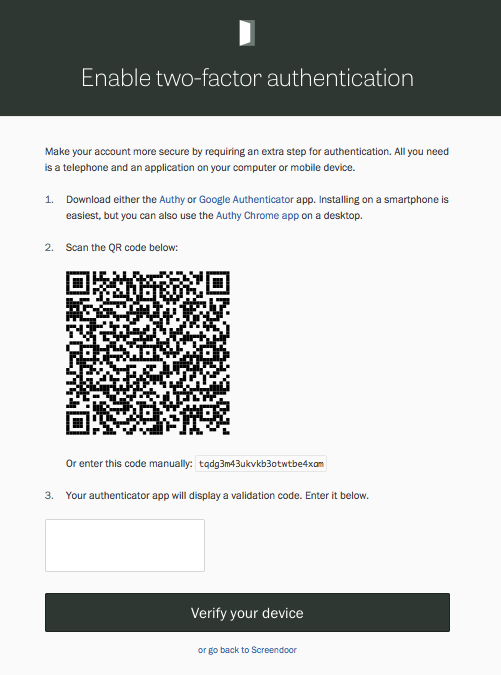 Enable two-factor authentication
Make your account more secure by requiring an extra step for authentication. All you need
is a telephone and an application on your computer or mobile device.
1. Download either the Authy or Google Authenticator app. Installing on a smartphone is
easiest, but you can also use the Authy Chrome app on a desktop.
2. Scan the QR code below:
Or enter this code manually: tqdg3m43ukvkb3otwtbe4xam
3. Your authenticator app will display a validation code. Enter it below.
Verify your device
or go back to Screendoor